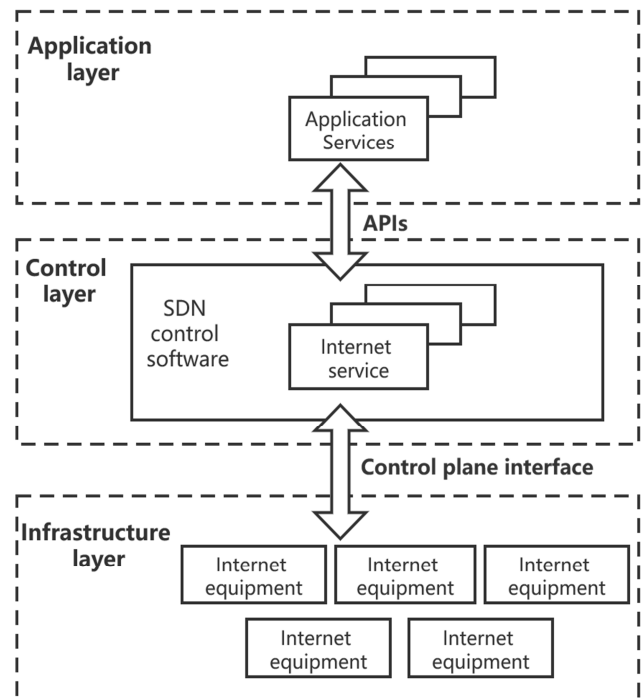 Application
layer
Application
Services
APIs
Control
layer
SDN
control
software
Internet
service
Control plane interface
Infrastructure
layer
Internet
equipment
Internet
equipment
Internet
equipment
Internet
equipment
Internet
equipment